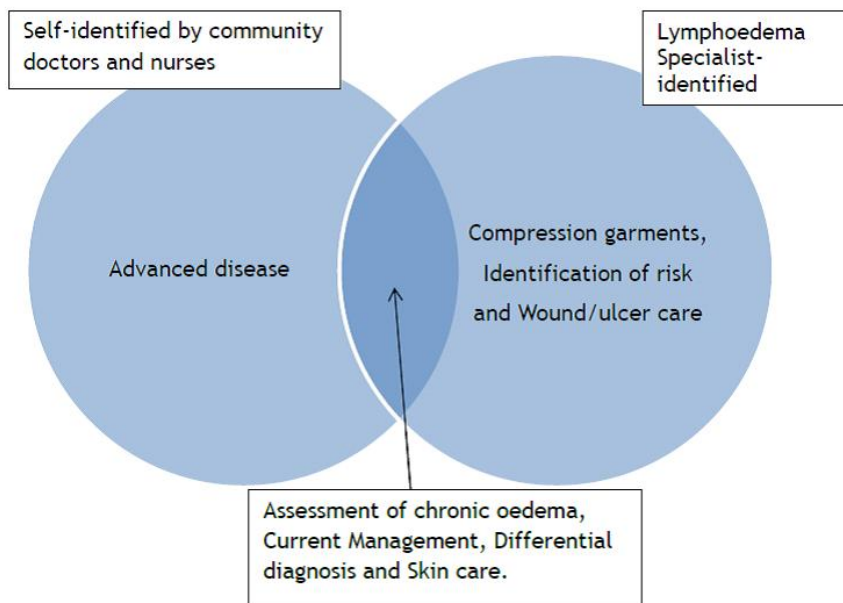 Self-identified by community
doctors and nurses
Lymphoedema
Specialist-
identified
Advanced disease
Compression garments,
Identification of risk
and Wound/ulcer care
Assessment of chronic oedema,
Current Management, Differential
diagnosis and Skin care.